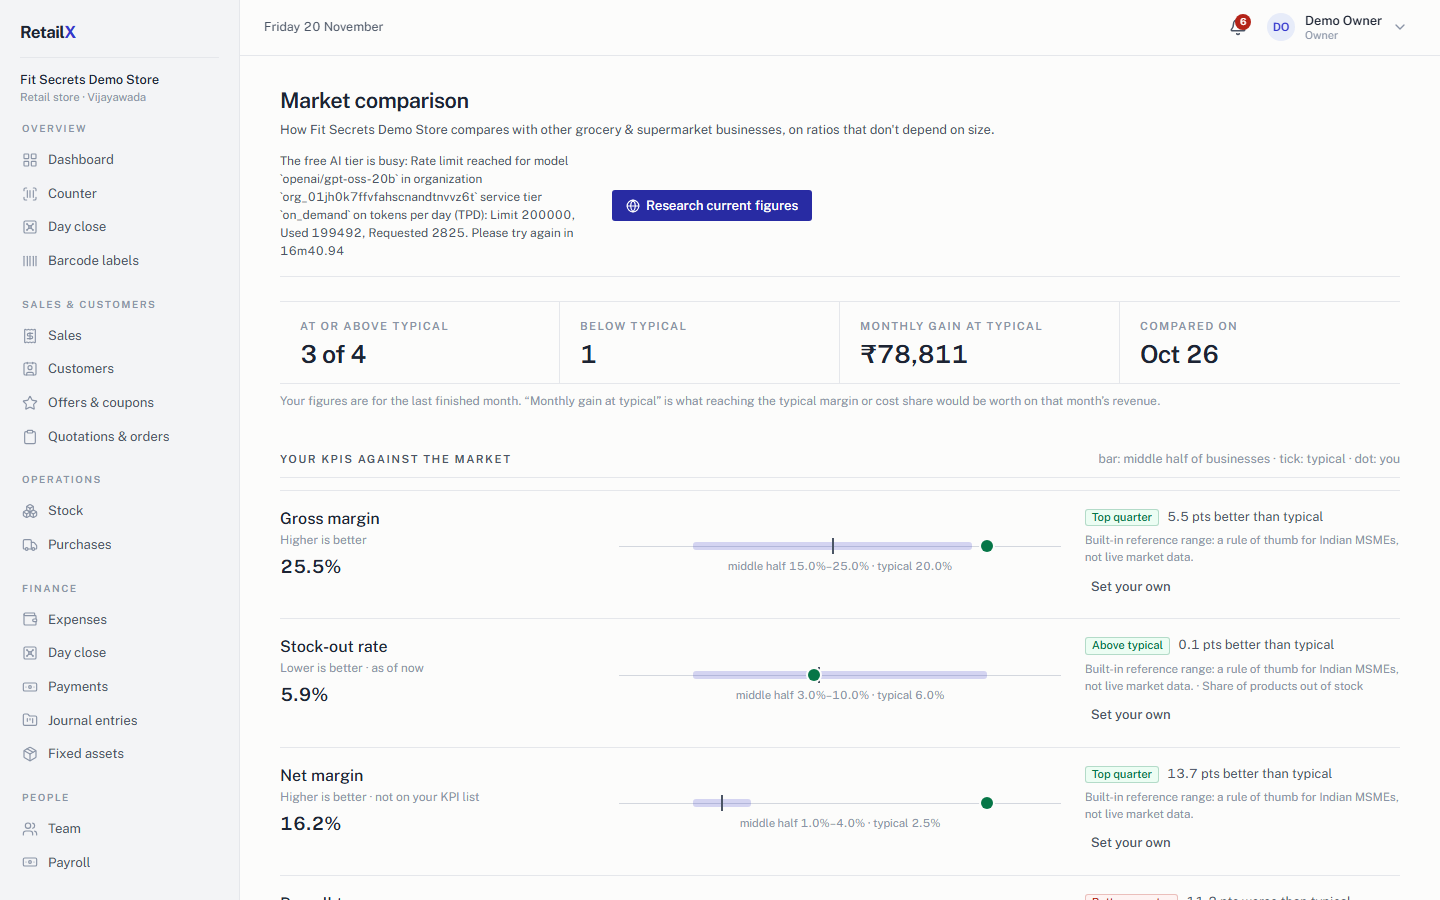 RetailX
Fit Secrets Demo Store
Retail store · Vijayawada
OVERVIEW
Dashboard
Counter
Day close
Barcode labels
SALES & CUSTOMERS
Sales
Customers
Offers & coupons
Quotations & orders
OPERATIONS
Stock
Purchases
FINANCE
Expenses
Day close
Payments
Journal entries
Fixed assets
PEOPLE
Team
Payroll
Friday 20 November
6
DO
Demo Owner
Owner
Market comparison
How Fit Secrets Demo Store compares with other grocery & supermarket businesses, on ratios that don't depend on size.
The free AI tier is busy: Rate limit reached for model
`openai/gpt-oss-20b` in organization
`org_01jh0k7ffvfahscnandtnvvz6t` service tier
`on_demand` on tokens per day (TPD): Limit 200000,
Used 199492, Requested 2825. Please try again in
16m40.94
Research current figures
AT OR ABOVE TYPICAL
3 of 4
BELOW TYPICAL
1
MONTHLY GAIN AT TYPICAL
₹78,811
COMPARED ON
Oct 26
Your figures are for the last finished month. “Monthly gain at typical” is what reaching the typical margin or cost share would be worth on that month's revenue.
YOUR KPIS AGAINST THE MARKET
bar: middle half of businesses · tick: typical · dot: you
Gross margin
Higher is better
25.5%
middle half 15.0%–25.0% · typical 20.0%
Top quarter 5.5 pts better than typical
Built-in reference range: a rule of thumb for Indian MSMEs,
not live market data.
Set your own
Stock-out rate
Lower is better · as of now
5.9%
middle half 3.0%–10.0% · typical 6.0%
Above typical 0.1 pts better than typical
Built-in reference range: a rule of thumb for Indian MSMEs,
not live market data. · Share of products out of stock
Set your own
Net margin
Higher is better · not on your KPI list
16.2%
middle half 1.0%–4.0% · typical 2.5%
Top quarter 13.7 pts better than typical
Built-in reference range: a rule of thumb for Indian MSMEs,
not live market data.
Set your own